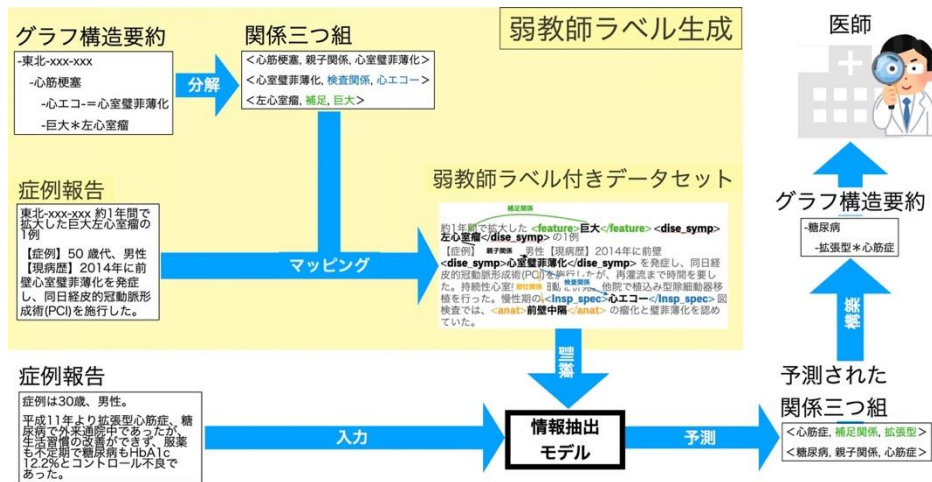 弱教師ラベル生成
グラフ構造要約
-東北-xxx-xxx
-心筋梗塞
-心エコ-=心室璧菲薄化
-巨大＊左心室瘤
分解
関係三つ組
<心筋梗塞, 親子関係, 心室璧菲薄化>
<心室璧菲薄化, 検査関係, 心エコー>
<左心室瘤, 補足, 巨大>
症例報告
東北-xxx-xxx 約1年間で
拡大した巨大左心室瘤の
1例
【症例】50 歳代、男性
【現病歴】2014年に前
璧心室璧菲薄化を発症
し、同日経皮的冠動脈形
成術(PCI)を施行した。
マッピング
弱教師ラベル付きデータセット
補足関係
約1年間で拡大した <feature>巨大</feature> <dise_symp>
左心室瘤</dise_symp> の1例
【症例】
親子関係
男性【現病歴】2014年に前璧
<dise_symp>心室璧菲薄化</dise_symp> を発症し、同日経
皮的冠動脈形成術(PCI)を施行したが、再灌流まで時間を要し
検査関係
た。持続性心室
部位関係
他院で植込み型除細動器移
植を行った。慢性期の <Insp_spec>心エコー</Insp_spec> 図
検査では、<anat>前壁中隔</anat> の瘤化と璧菲薄化を認め
ていた。
訓練
症例報告
症例は30歳、男性。
平成11年より拡張型心筋症、糖
尿病で外来通院中であったが、
生活習慣の改善ができず、服薬
も不定期で糖尿病もHbA1c
12.2%とコントロール不良で
あった。
入力
情報抽出
モデル
予測
予測された
関係三つ組
<心筋症, 補足関係, 拡張型>
<糖尿病, 親子関係, 心筋症>
構築
グラフ構造要約
-糖尿病
-拡張型＊心筋症
医師